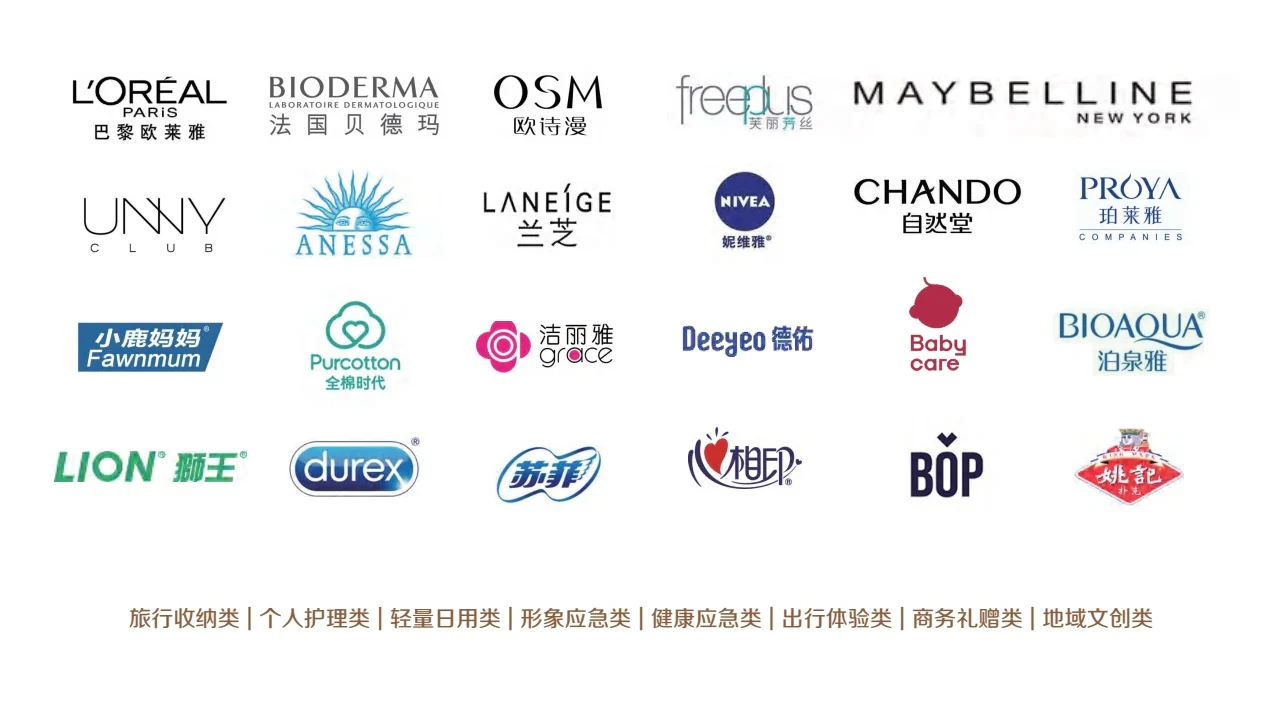 L'ORÉAL
PARiS
巴黎欧莱雅
BIODERMA
LABORATOIRE DERMATOLOGIQUE
法国贝德玛
OSM
欧诗漫
freeplus
芙丽芳丝
MAYBELLINE
NEW YORK
UNNY
CLUB
ANESSA
LANEÍGE
兰芝
NIVEA
妮维雅®
CHANDO
自然堂
PROYA
珀莱雅
COMPANIES
小鹿妈妈®
Fawnmum
Purcotton
全棉时代
洁丽雅
grace
Deeyeo 德佑
Baby
care
BIOAQUA®
泊泉雅
LION® 獅王®
durex®
苏菲
心相印®
BOP
KING MARK
姚記
扑克
旅行收纳类 | 个人护理类 | 轻量日用类 | 形象应急类 | 健康应急类 | 出行体验类 | 商务礼赠类 | 地域文创类